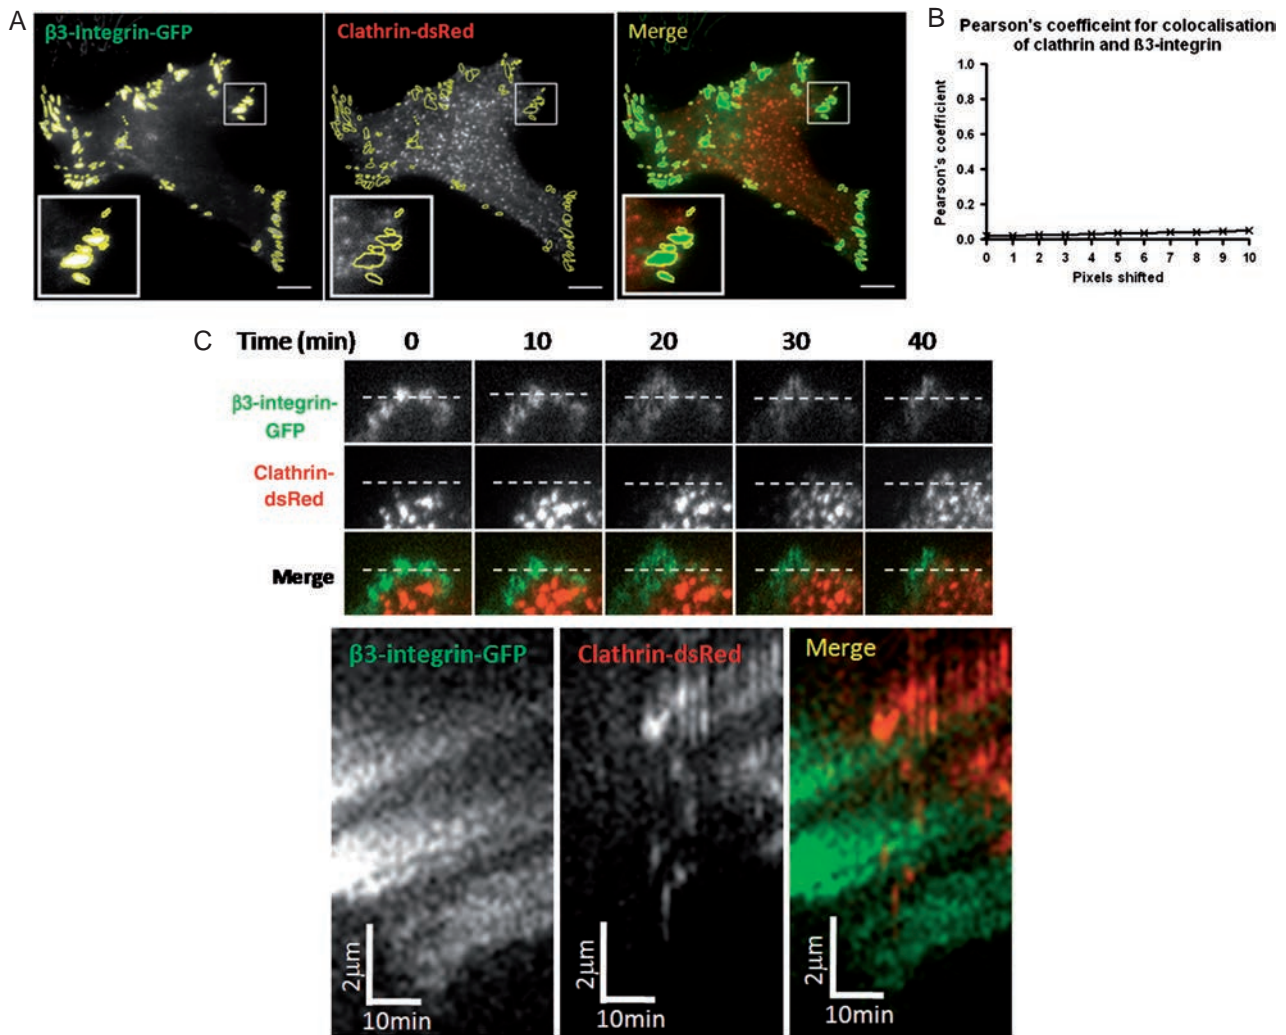 A
β3-Integrin-GFP
Clathrin-dsRed
Merge
B
Pearson's coefficeint for colocalisation
of clathrin and ß3-integrin
Pearson's coefficient
1.0
0.8
0.6
0.4
0.2
0.0
0 1 2 3 4 5 6 7 8 9 10
Pixels shifted
C
Time (min) 0 10 20 30 40
β3-integrin-
GFP
Clathrin-
dsRed
Merge
β3-integrin-GFP
Clathrin-dsRed
Merge
2μm
10min
2μm
10min
2μm
10min